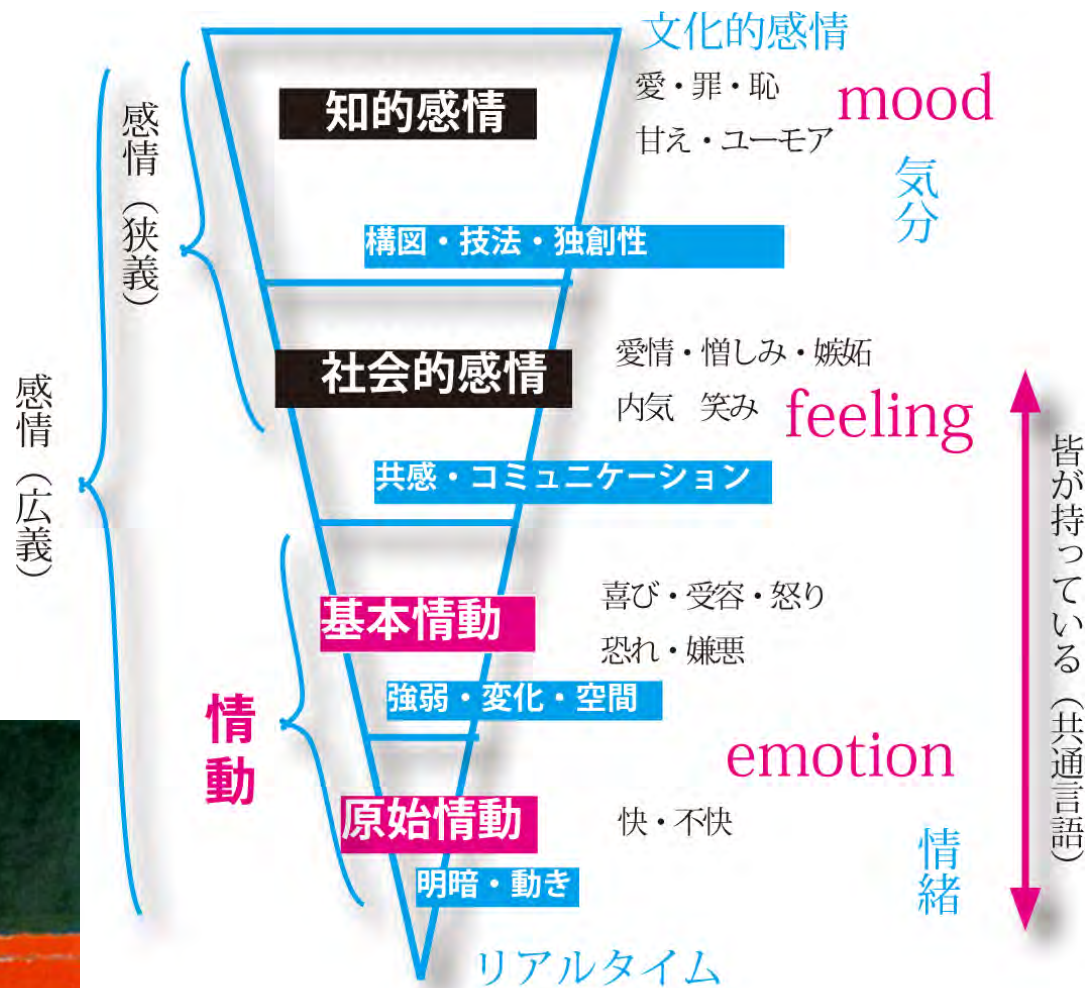 文化的感情
知的感情
愛・罪・恥
甘え・ユーモア
mood
気分
構図・技法・独創性
感情（狭義）
社会的感情
愛情・憎しみ・嫉妬
内気　笑み
feeling
共感・コミュニケーション
感情（広義）
皆が持っている（共通言語）
基本情動
喜び・受容・怒り
恐れ・嫌悪
強弱・変化・空間
情動
emotion
原始情動
快・不快
情緒
明暗・動き
リアルタイム